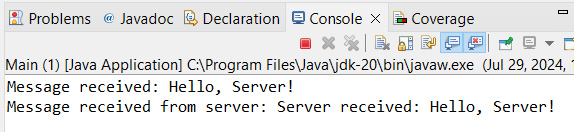 Problems @ Javadoc Declaration Console Coverage
Main (1) [Java Application] C:\Program Files\Java\jdk-20\bin\javaw.exe (Jul 29, 2024, 
Message received: Hello, Server!
Message received from server: Server received: Hello, Server!